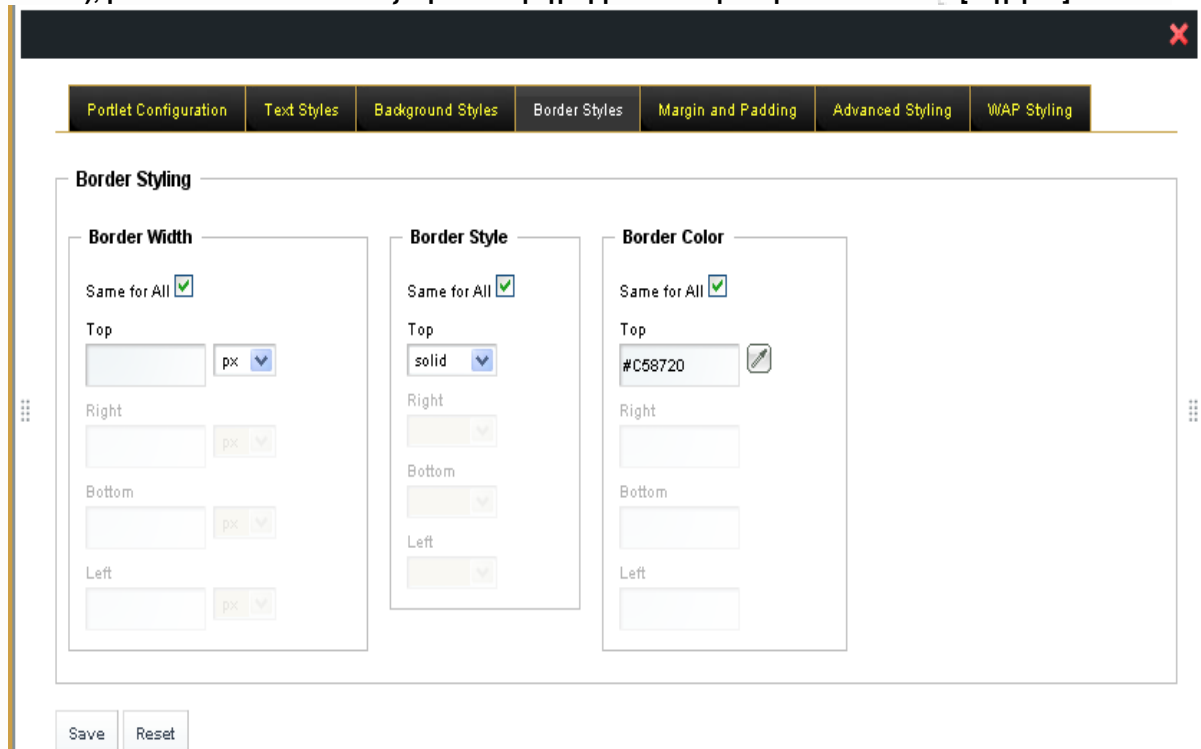 Portlet Configuration Text Styles Background Styles Border Styles Margin and Padding Advanced Styling WAP Styling
Border Styling
Border Width
Same for All
Top
px
Right
px
Bottom
px
Left
px
Border Style
Same for All
Top
solid
Right
Bottom
Left
Border Color
Same for All
Top
#C58720
Right
Bottom
Left
Save Reset